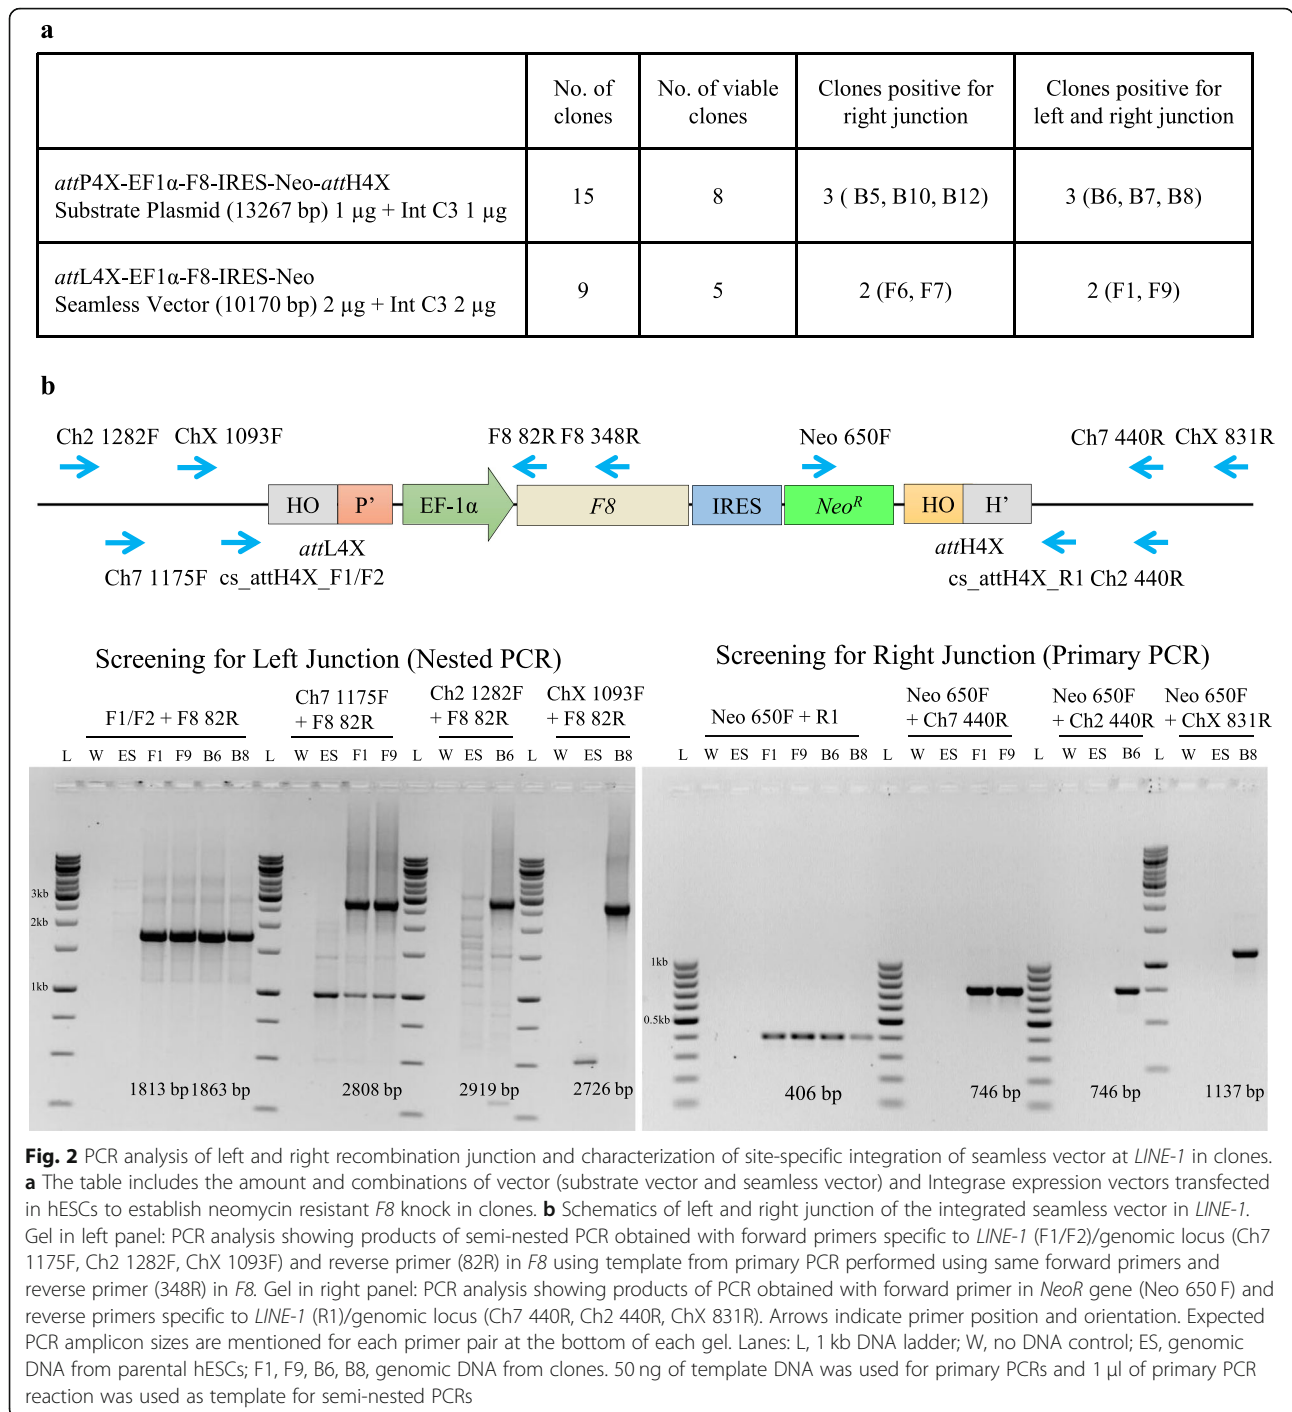 a
No. of clones
No. of viable clones
Clones positive for right junction
Clones positive for left and right junction
attP4X-EF1α-F8-IRES-Neo-attH4X
Substrate Plasmid (13267 bp) 1 µg + Int C3 1 µg
15
8
3 ( B5, B10, B12)
3 (B6, B7, B8)
attL4X-EF1α-F8-IRES-Neo
Seamless Vector (10170 bp) 2 µg + Int C3 2 µg
9
5
2 (F6, F7)
2 (F1, F9)
b
Ch2 1282F ChX 1093F F8 82R F8 348R Neo 650F Ch7 440R ChX 831R
HO P’ EF-1α F8 IRES NeoR HO H’
attL4X attH4X
Ch7 1175F cs_attH4X_F1/F2 cs_attH4X_R1 Ch2 440R
Screening for Left Junction (Nested PCR)
F1/F2 + F8 82R
Ch7 1175F
+ F8 82R
Ch2 1282F
+ F8 82R
ChX 1093F
+ F8 82R
L W ES F1 F9 B6 B8 L W ES F1 F9 L W ES B6 L W ES B8
3kb
2kb
1kb
1813 bp 1863 bp 2808 bp 2919 bp 2726 bp
Screening for Right Junction (Primary PCR)
Neo 650F + R1
Neo 650F
+ Ch7 440R
Neo 650F
+ Ch2 440R
Neo 650F
+ ChX 831R
L W ES F1 F9 B6 B8 L W ES F1 F9 L W ES B6 L W ES B8
1kb
0.5kb
406 bp 746 bp 746 bp 1137 bp
Fig. 2 PCR analysis of left and right recombination junction and characterization of site-specific integration of seamless vector at LINE-1 in clones.
a The table includes the amount and combinations of vector (substrate vector and seamless vector) and Integrase expression vectors transfected
in hESCs to establish neomycin resistant F8 knock in clones. b Schematics of left and right junction of the integrated seamless vector in LINE-1.
Gel in left panel: PCR analysis showing products of semi-nested PCR obtained with forward primers specific to LINE-1 (F1/F2)/genomic locus (Ch7
1175F, Ch2 1282F, ChX 1093F) and reverse primer (82R) in F8 using template from primary PCR performed using same forward primers and
reverse primer (348R) in F8. Gel in right panel: PCR analysis showing products of PCR obtained with forward primer in NeoR gene (Neo 650 F) and
reverse primers specific to LINE-1 (R1)/genomic locus (Ch7 440R, Ch2 440R, ChX 831R). Arrows indicate primer position and orientation. Expected
PCR amplicon sizes are mentioned for each primer pair at the bottom of each gel. Lanes: L, 1 kb DNA ladder; W, no DNA control; ES, genomic
DNA from parental hESCs; F1, F9, B6, B8, genomic DNA from clones. 50 ng of template DNA was used for primary PCRs and 1 µl of primary PCR
reaction was used as template for semi-nested PCRs